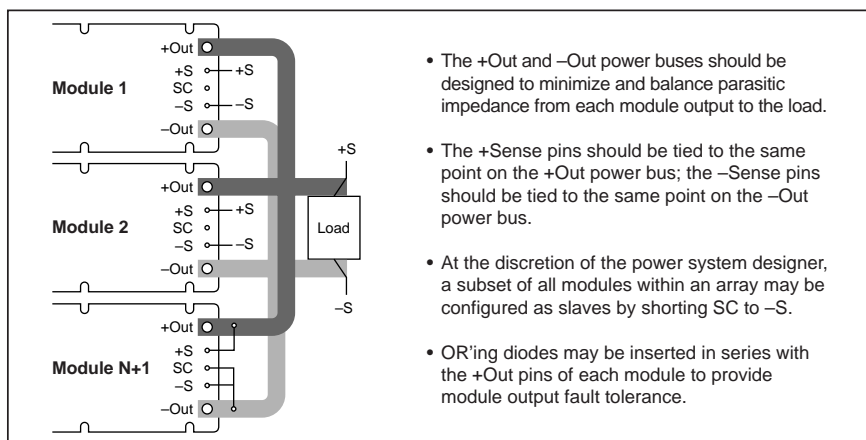 +Out
+S
+S
Module 1
SC
–S
–S
–Out
+Out
+S
+S
Module 2
SC
–S
–S
–Out
+Out
+S
Module N+1
SC
–S
–Out
+S
Load
–S
• The +Out and –Out power buses should be
designed to minimize and balance parasitic
impedance from each module output to the load.
• The +Sense pins should be tied to the same
point on the +Out power bus; the –Sense pins
should be tied to the same point on the –Out
power bus.
• At the discretion of the power system designer,
a subset of all modules within an array may be
configured as slaves by shorting SC to –S.
• OR'ing diodes may be inserted in series with
the +Out pins of each module to provide
module output fault tolerance.